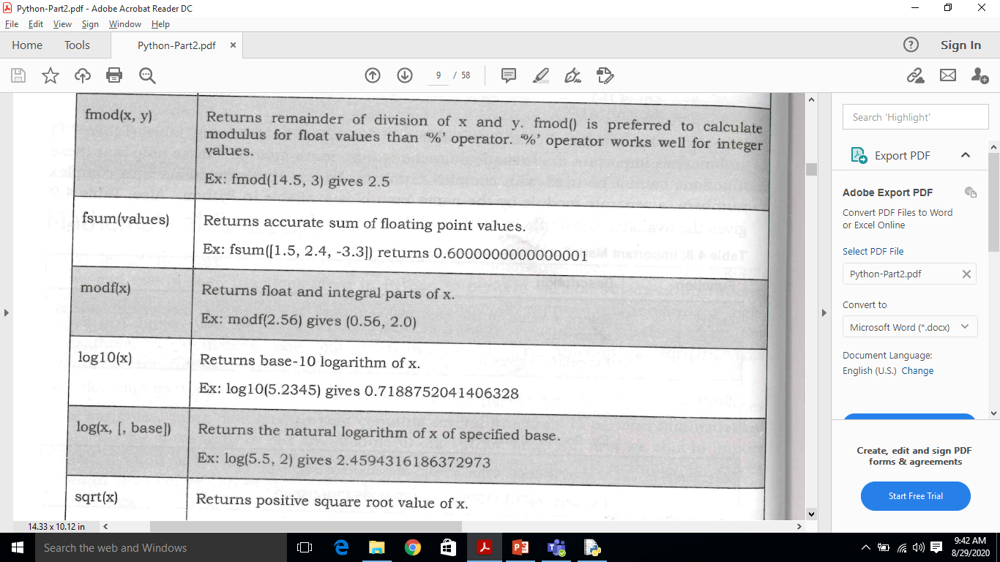 Python-Part2.pdf - Adobe Acrobat Reader DC
File Edit View Sign Window Help
Home Tools Python-Part2.pdf × ? Sign In
9 / 58
fmod(x, y)
Returns remainder of division of x and y. fmod() is preferred to calculate
modulus for float values than '%' operator. '%' operator works well for integer
values.
Ex: fmod(14.5, 3) gives 2.5
fsum(values)
Returns accurate sum of floating point values.
Ex: fsum([1.5, 2.4, -3.3]) returns 0.6000000000000001
modf(x)
Returns float and integral parts of x.
Ex: modf(2.56) gives (0.56, 2.0)
log10(x)
Returns base-10 logarithm of x.
Ex: log10(5.2345) gives 0.7188752041406328
log(x, [, base])
Returns the natural logarithm of x of specified base.
Ex: log(5.5, 2) gives 2.4594316186372973
sqrt(x)
Returns positive square root value of x.
14.33 x 10.12 in
Search 'Highlight'
Export PDF
Adobe Export PDF
Convert PDF Files to Word
or Excel Online
Select PDF File
Python-Part2.pdf
Convert to
Microsoft Word (*.docx)
Document Language:
English (U.S.) Change
Create, edit and sign PDF
forms & agreements
Start Free Trial
Search the web and Windows
9:42 AM
8/29/2020